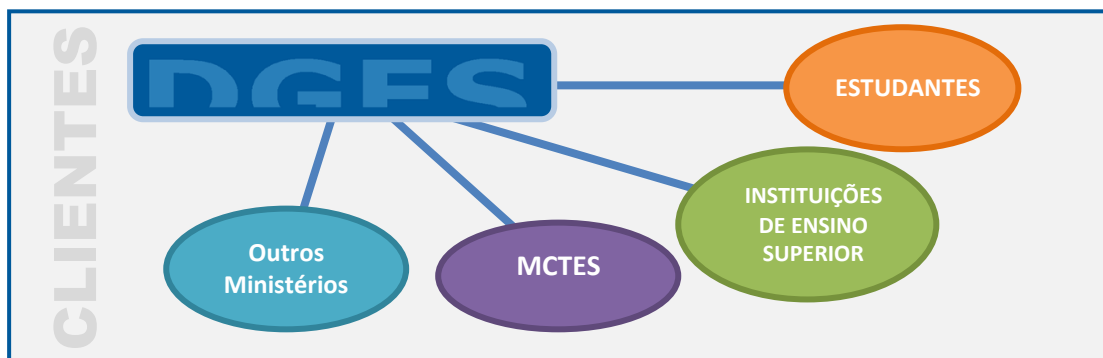 CLIENTES
DGES
ESTUDANTES
INSTITUIÇÕES
DE ENSINO
SUPERIOR
MCTES
Outros
Ministérios